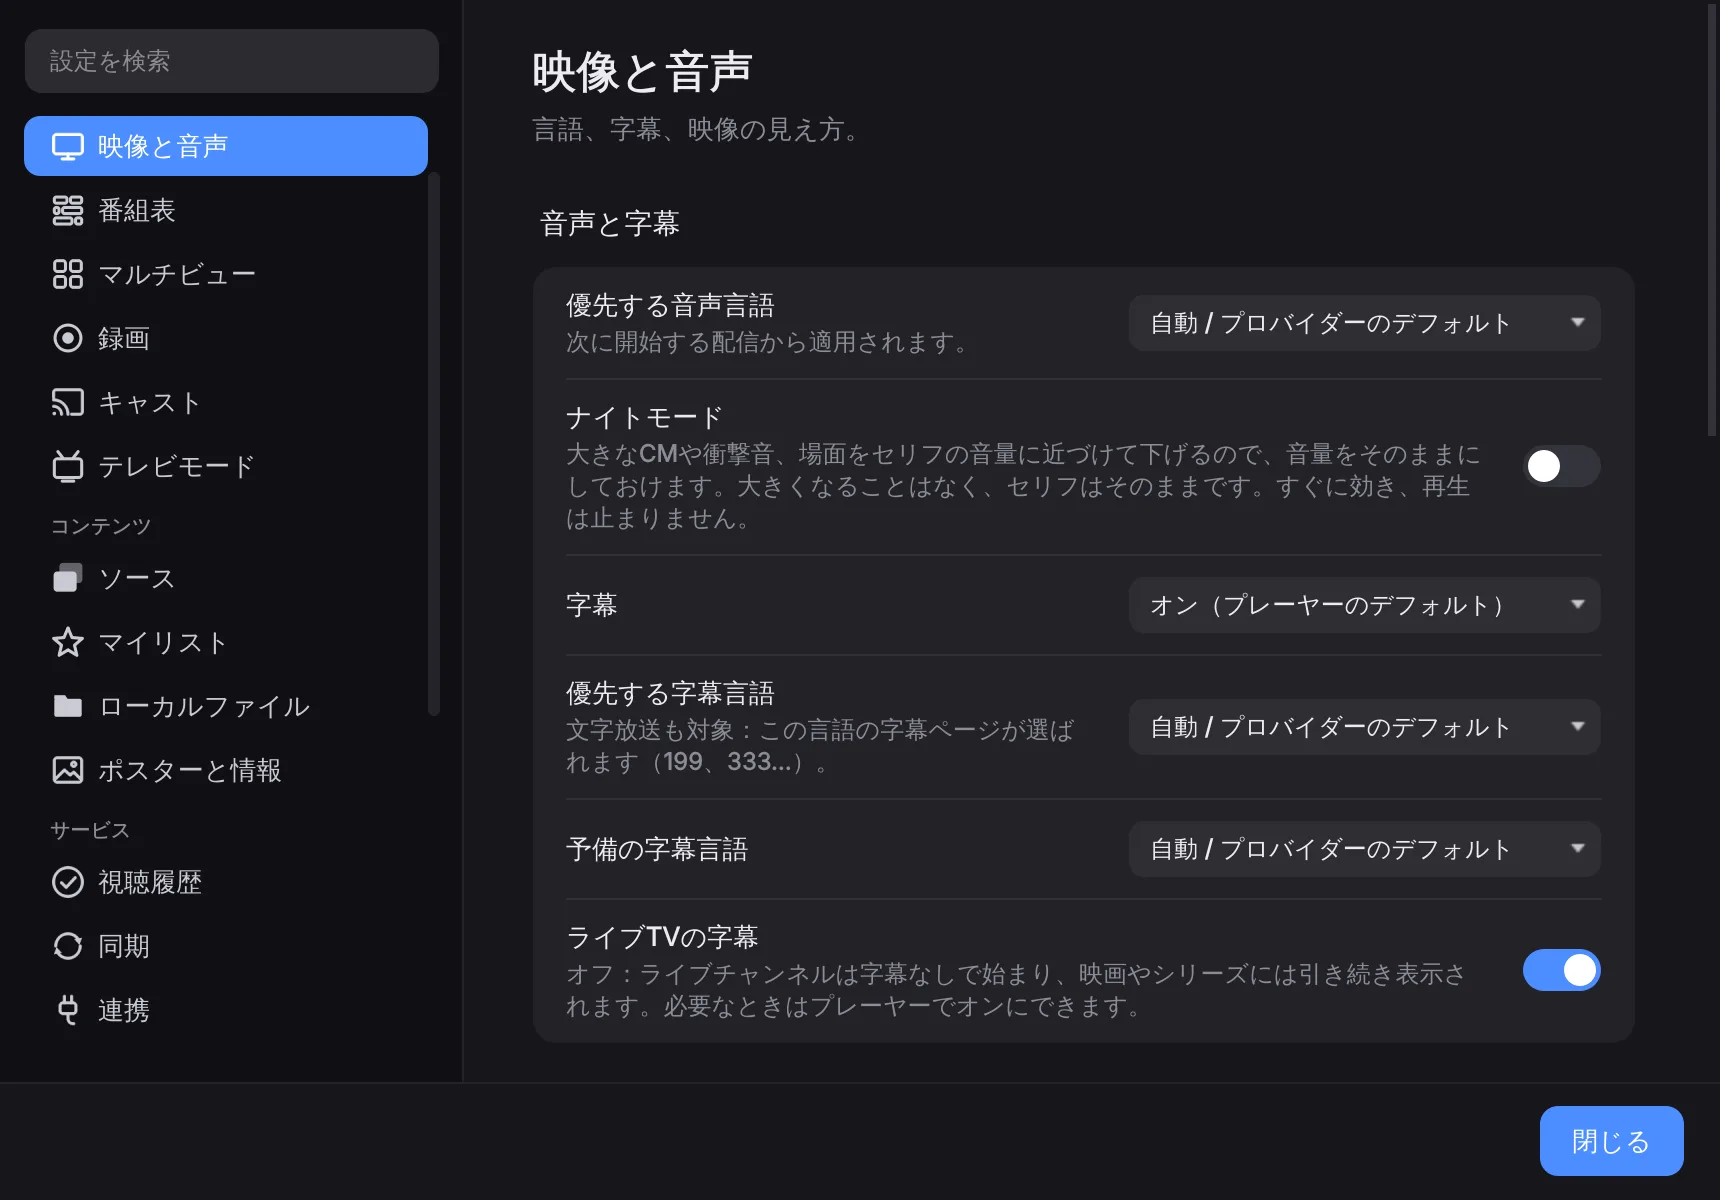 設定を検索
映像と音声
番組表
マルチビュー
録画
キャスト
テレビモード
コンテンツ
ソース
マイリスト
ローカルファイル
ポスターと情報
サービス
視聴履歴
同期
連携
映像と音声
言語、字幕、映像の見え方。
音声と字幕
優先する音声言語
次に開始する配信から適用されます。
自動 / プロバイダーのデフォルト
ナイトモード
大きなCMや衝撃音、場面をセリフの音量に近づけて下げるので、音量をそのままに
しておけます。大きくなることはなく、セリフはそのままです。すぐに効き、再生
は止まりません。
字幕
オン（プレーヤーのデフォルト）
優先する字幕言語
文字放送も対象：この言語の字幕ページが選ば
れます（199、333…）。
自動 / プロバイダーのデフォルト
予備の字幕言語
自動 / プロバイダーのデフォルト
ライブTVの字幕
オフ：ライブチャンネルは字幕なしで始まり、映画やシリーズには引き続き表示さ
れます。必要なときはプレーヤーでオンにできます。
閉じる